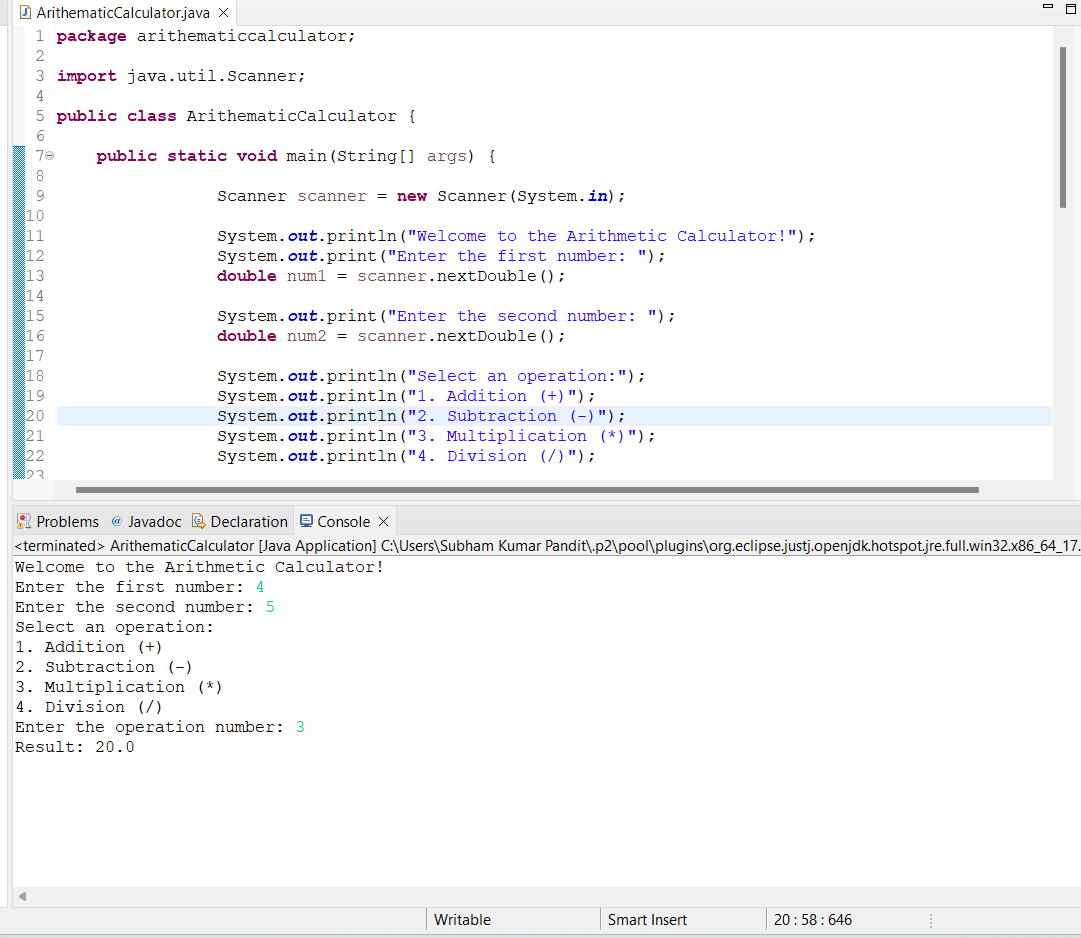 ArithematicCalculator.java
1 package arithematiccalculator;
2
3 import java.util.Scanner;
4
5 public class ArithematicCalculator {
6
7 public static void main(String[] args) {
8
9 Scanner scanner = new Scanner(System.in);
10
11 System.out.println("Welcome to the Arithmetic Calculator!");
12 System.out.print("Enter the first number: ");
13 double num1 = scanner.nextDouble();
14
15 System.out.print("Enter the second number: ");
16 double num2 = scanner.nextDouble();
17
18 System.out.println("Select an operation:");
19 System.out.println("1. Addition (+)");
20 System.out.println("2. Subtraction (-)");
21 System.out.println("3. Multiplication (*)");
22 System.out.println("4. Division (/)");
23
Problems @ Javadoc Declaration Console
<terminated> ArithematicCalculator [Java Application] C:\Users\Subham Kumar Pandit\.p2\pool\plugins\org.eclipse.justj.openjdk.hotspot.jre.full.win32.x86_64_17.
Welcome to the Arithmetic Calculator!
Enter the first number: 4
Enter the second number: 5
Select an operation:
1. Addition (+)
2. Subtraction (-)
3. Multiplication (*)
4. Division (/)
Enter the operation number: 3
Result: 20.0
Writable Smart Insert 20 : 58 : 646